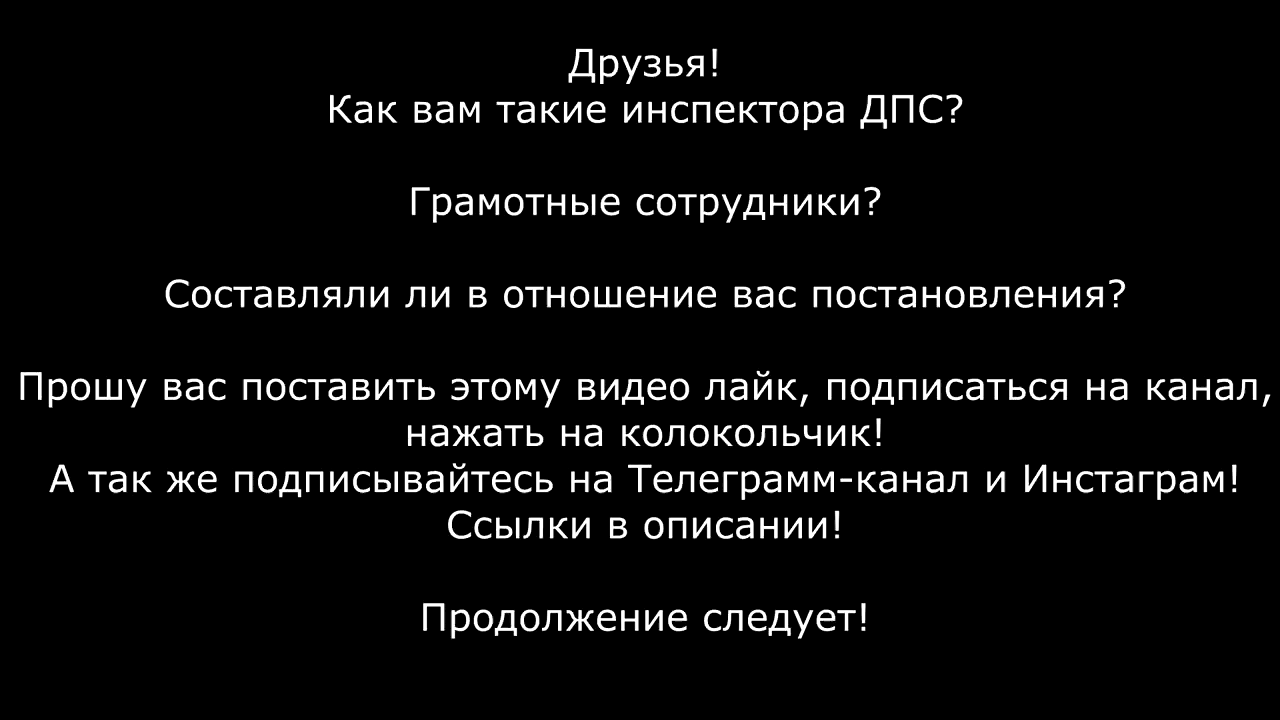 Друзья!
Как вам такие инспектора ДПС?
Грамотные сотрудники?
Составляли ли в отношение вас постановления?
Прошу вас поставить этому видео лайк, подписаться на канал,
нажать на колокольчик!
А так же подписывайтесь на Телеграмм-канал и Инстаграм!
Ссылки в описании!
Продолжение следует!